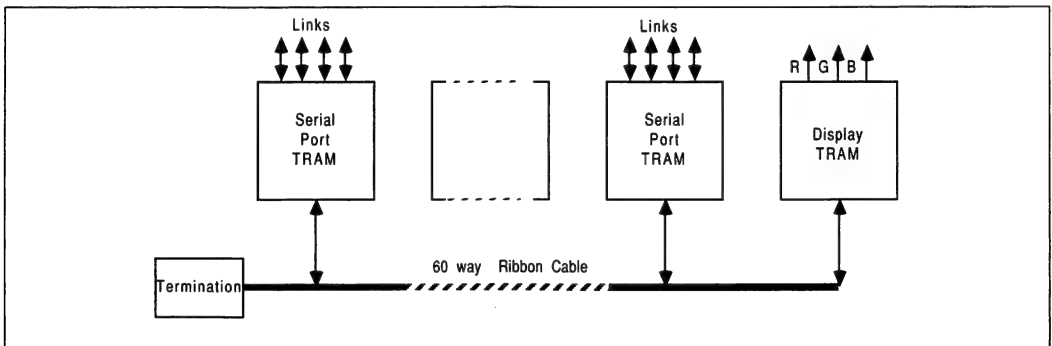 Links
Links
R G B
Serial
Port
TRAM
Serial
Port
TRAM
Display
TRAM
60 way Ribbon Cable
Termination